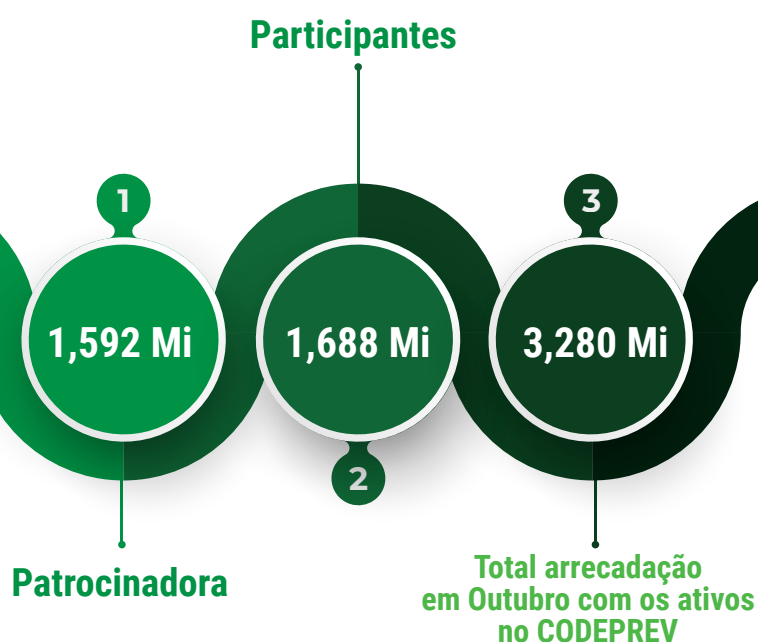 Participantes
1
3
1,592 Mi
1,688 Mi
3,280 Mi
2
Patrocinadora
Total arrecadação
em Outubro com os ativos
no CODEPREV